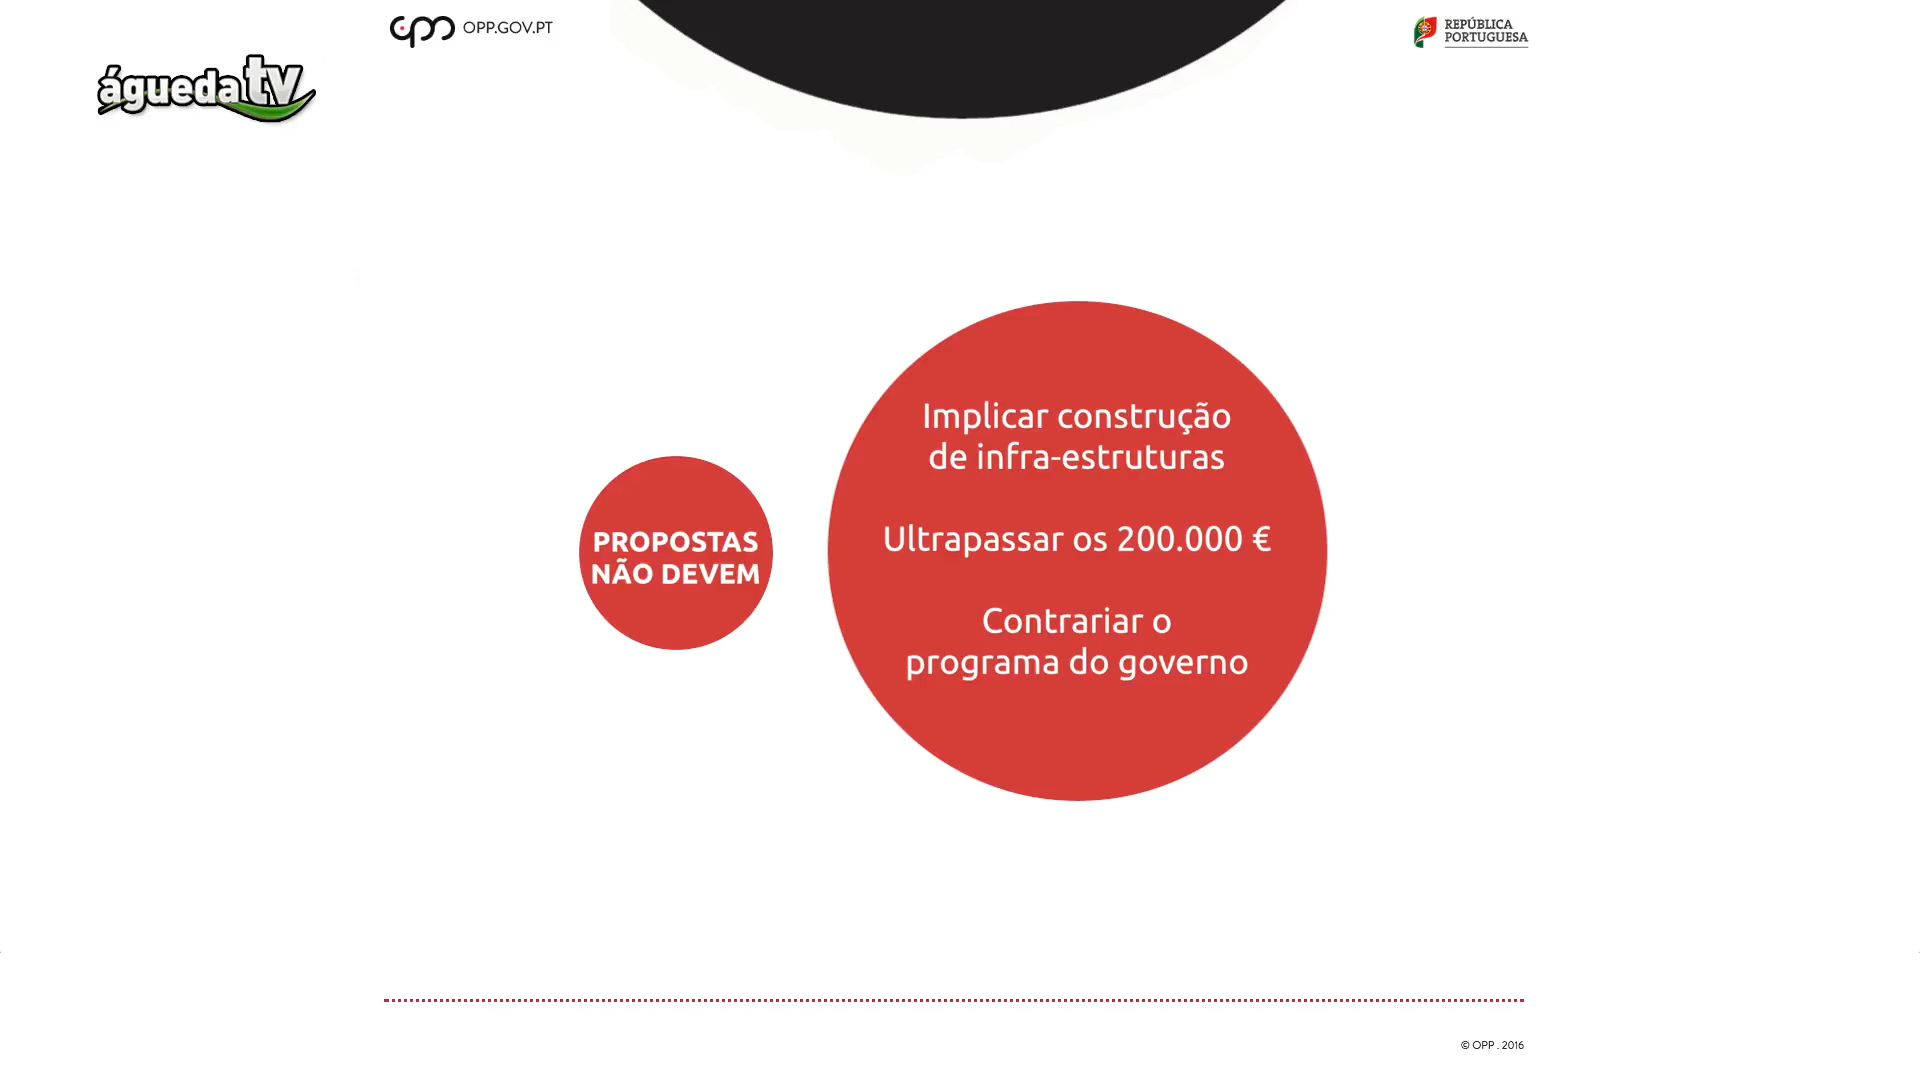 OPP.GOV.PT
REPÚBLICA
PORTUGUESA
águedatv
PROPOSTAS
NÃO DEVEM
Implicar construção
de infra-estruturas
Ultrapassar os 200.000 €
Contrariar o
programa do governo
© OPP . 2016